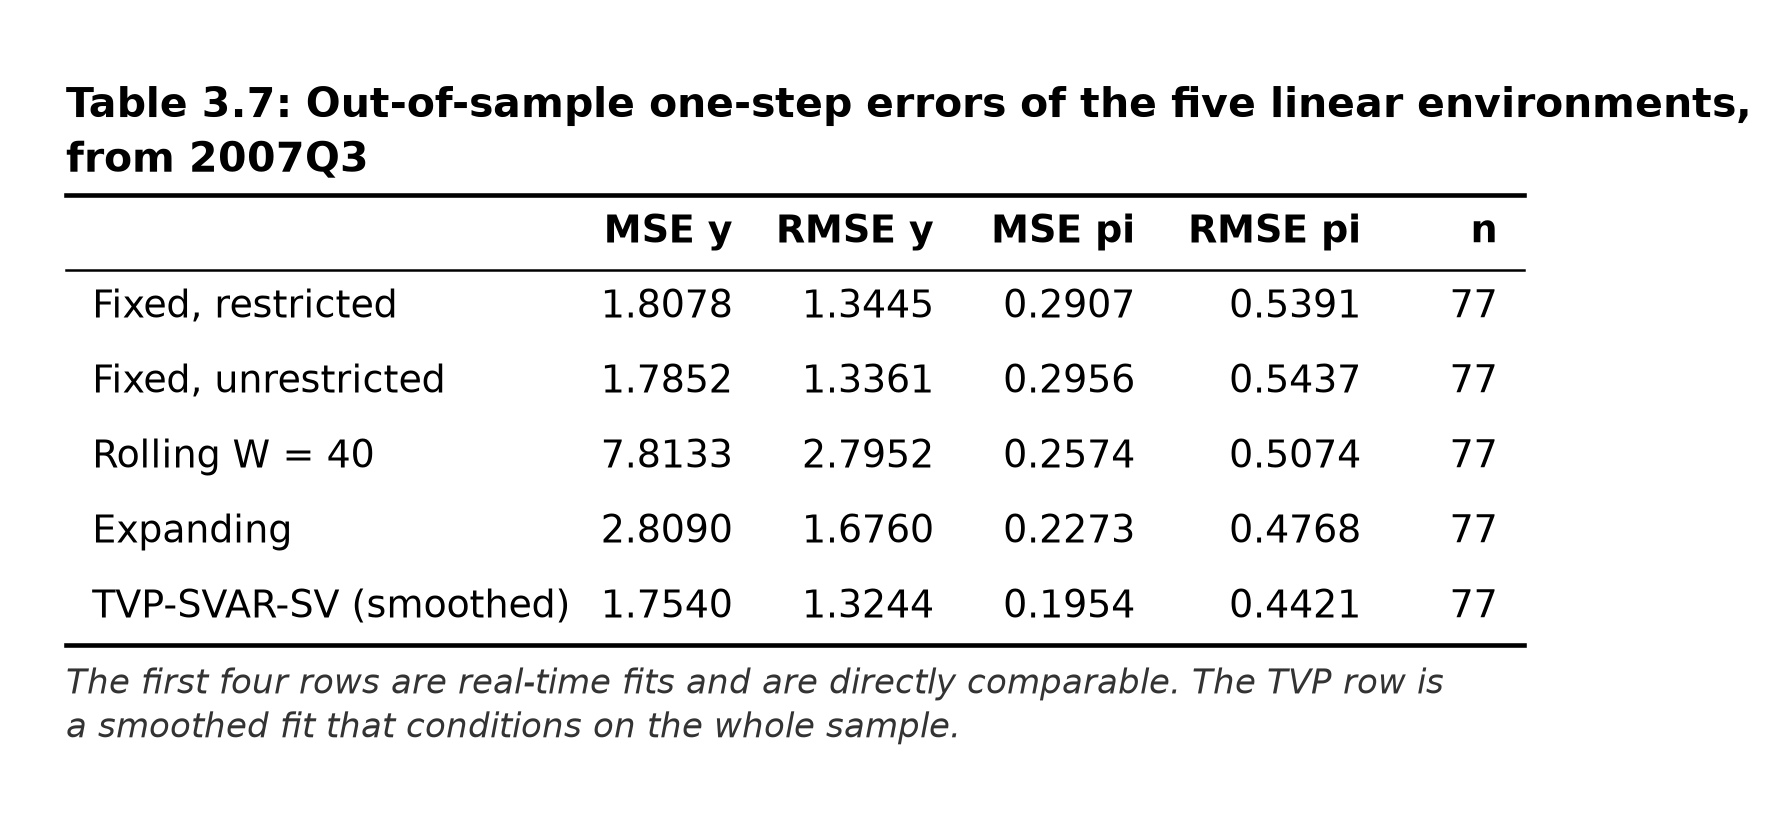 Table 3.7: Out-of-sample one-step errors of the five linear environments,
from 2007Q3
MSE y RMSE y MSE pi RMSE pi n
Fixed, restricted 1.8078 1.3445 0.2907 0.5391 77
Fixed, unrestricted 1.7852 1.3361 0.2956 0.5437 77
Rolling W = 40 7.8133 2.7952 0.2574 0.5074 77
Expanding 2.8090 1.6760 0.2273 0.4768 77
TVP-SVAR-SV (smoothed) 1.7540 1.3244 0.1954 0.4421 77
The first four rows are real-time fits and are directly comparable. The TVP row is
a smoothed fit that conditions on the whole sample.